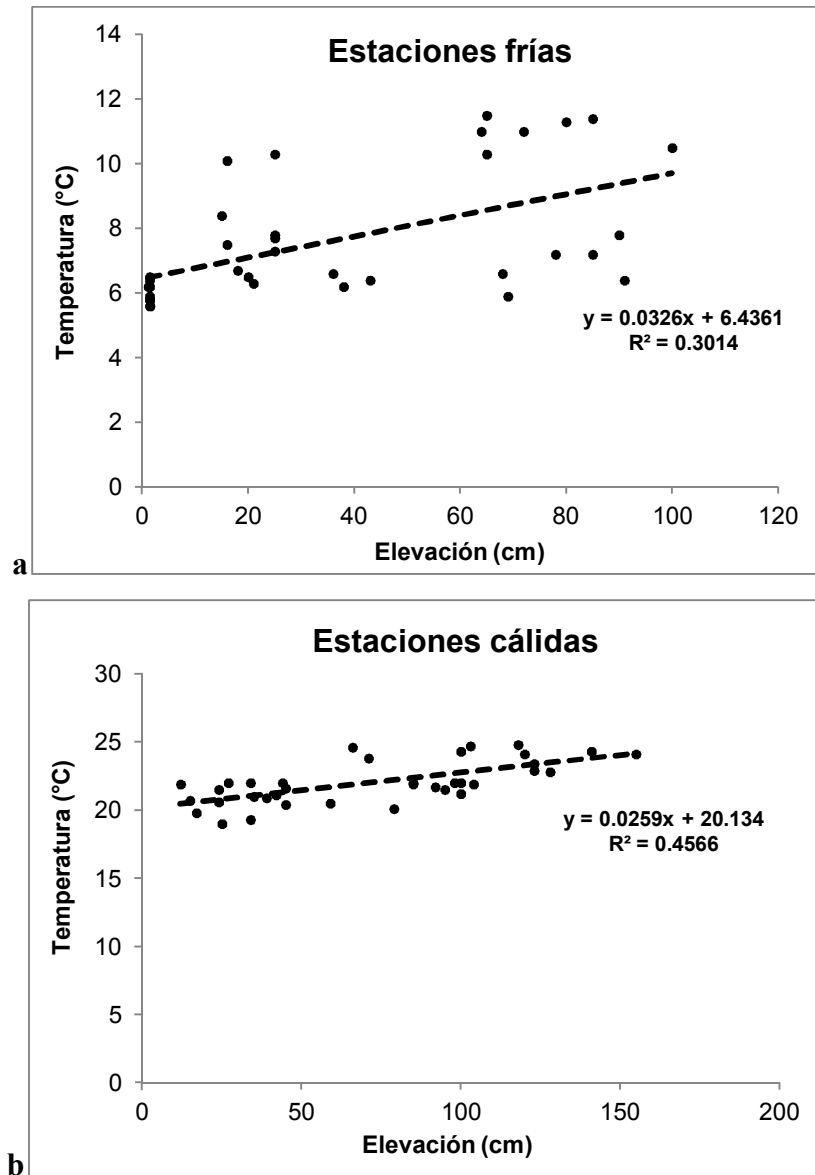 Estaciones frías
14
12
10
8
6
4
2
0
Temperatura (°C)
y = 0.0326x + 6.4361
R² = 0.3014
0 20 40 60 80 100 120
Elevación (cm)
a
Estaciones cálidas
30
25
20
15
10
5
0
Temperatura (°C)
y = 0.0259x + 20.134
R² = 0.4566
0 50 100 150 200
Elevación (cm)
b